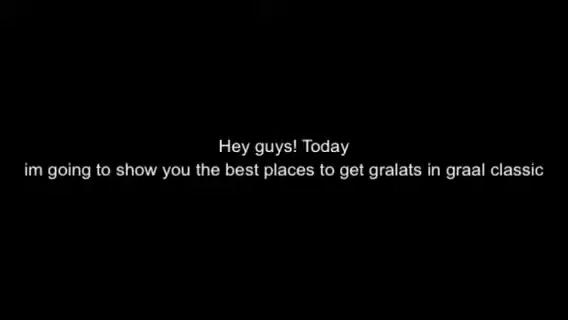 Hey guys! Today
im going to show you the best places to get gralats in graal classic